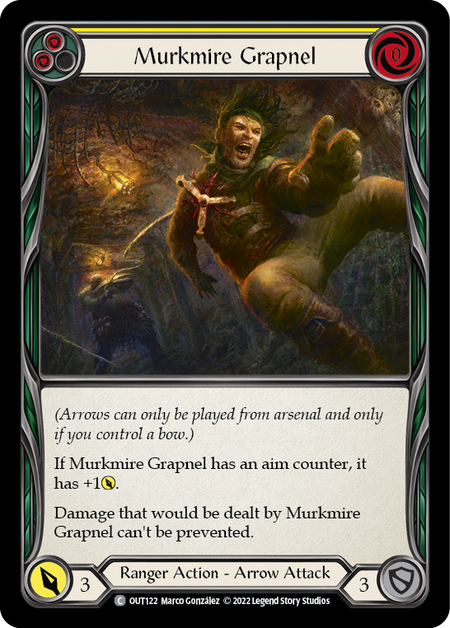 Murkmire Grapnel
0
(Arrows can only be played from arsenal and only
if you control a bow.)
If Murkmire Grapnel has an aim counter, it
has +1.
Damage that would be dealt by Murkmire
Grapnel can't be prevented.
3
Ranger Action - Arrow Attack
3
C OUT122 Marco González © 2022 Legend Story Studios